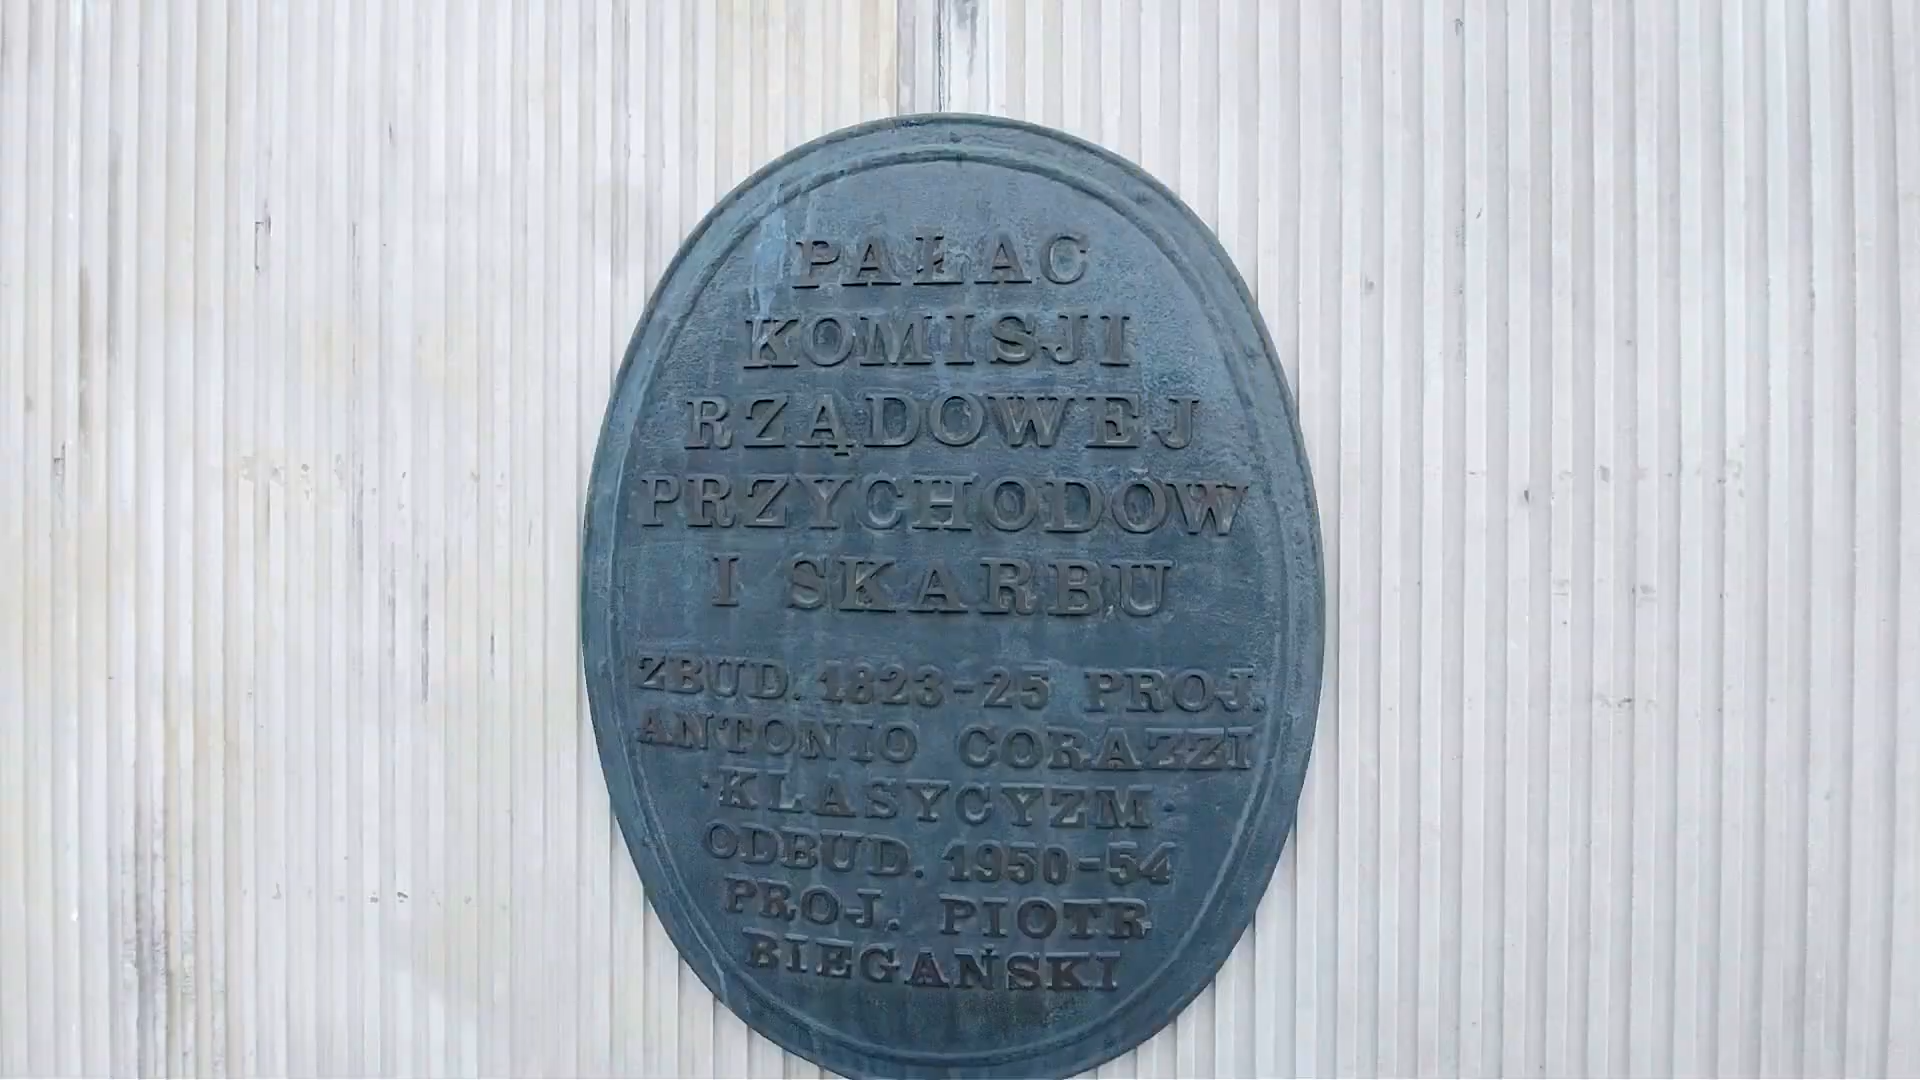 PAŁAC
KOMISJI
RZĄDOWEJ
PRZYCHODÓW
I SKARBU
ZBUD. 1823-25 PROJ.
ANTONIO CORAZZI
·KLASYCYZM·
ODBUD. 1950-54
PROJ. PIOTR
BIEGAŃSKI